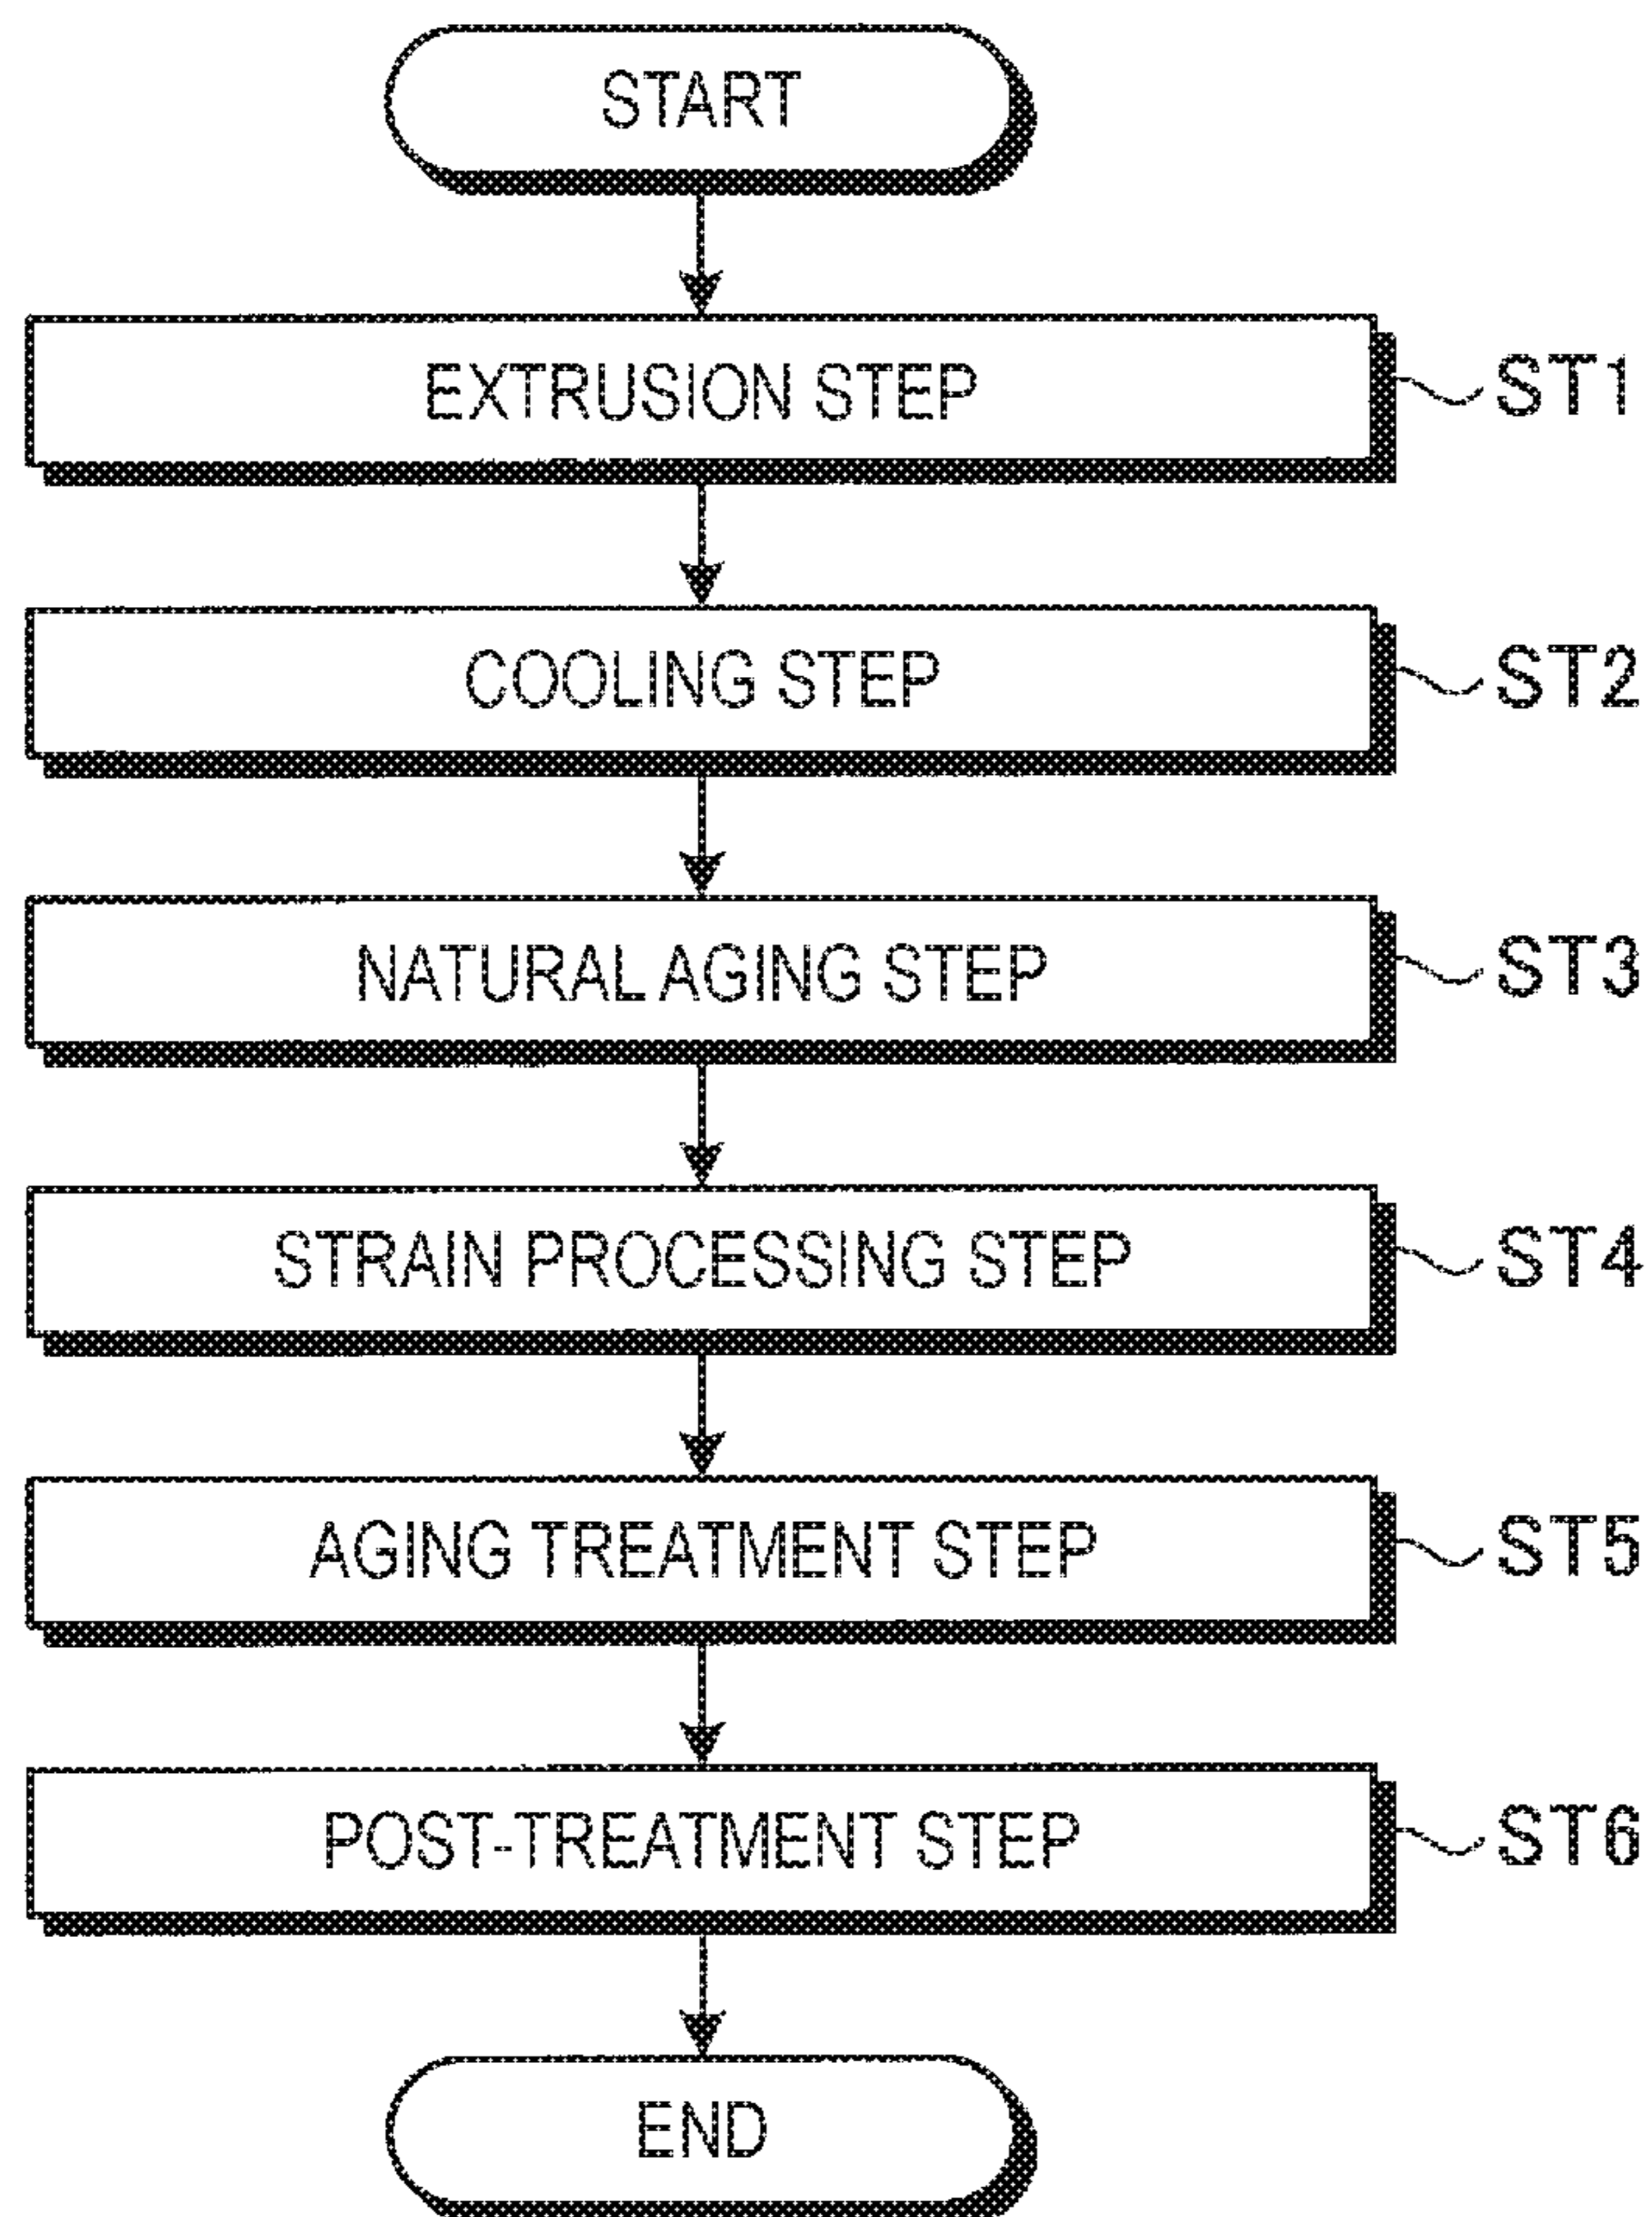 START
EXTRUSION STEP
ST1
COOLING STEP
ST2
NATURAL AGING STEP
ST3
STRAIN PROCESSING STEP
ST4
AGING TREATMENT STEP
ST5
POST-TREATMENT STEP
ST6
END